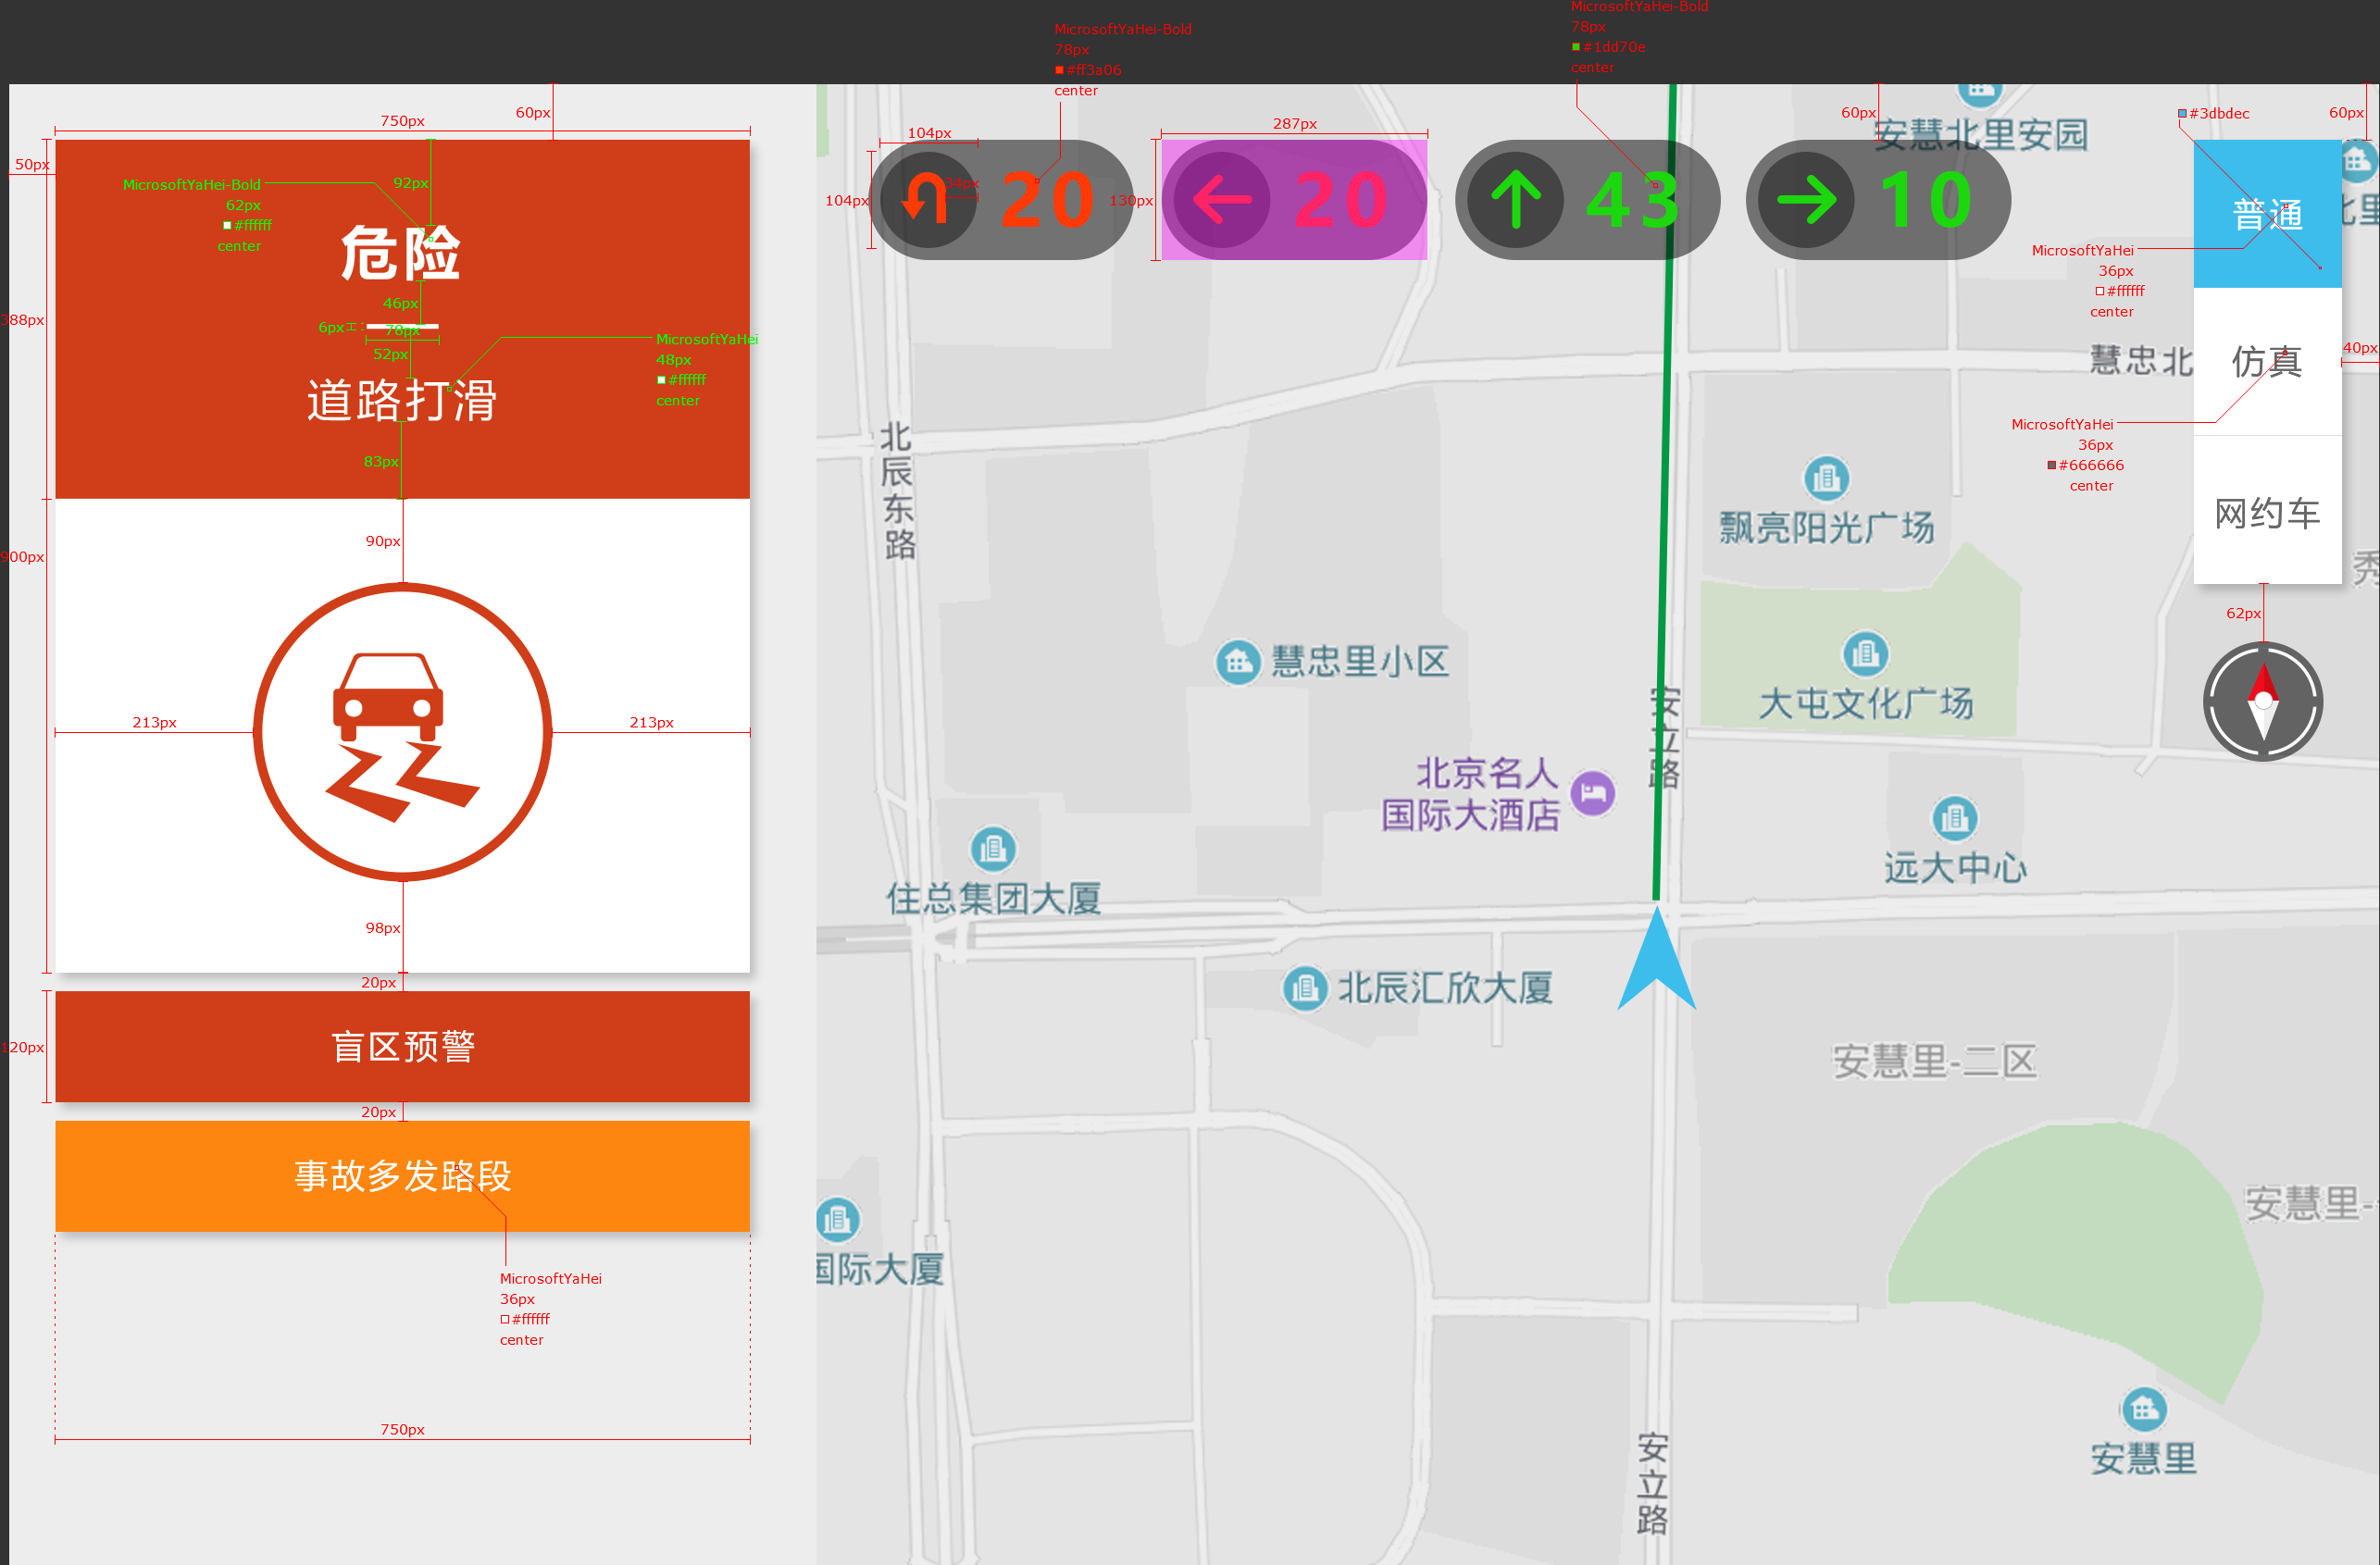 MicrosoftYaHei-Bold
78px
#ff3a06
center
MicrosoftYaHei-Bold
78px
#1dd70e
center
750px
60px
50px
MicrosoftYaHei-Bold
62px
#ffffff
center
92px
危险
46px
6px
78px
52px
MicrosoftYaHei
48px
#ffffff
center
道路打滑
83px
388px
900px
90px
213px
213px
98px
20px
盲区预警
120px
20px
事故多发路段
MicrosoftYaHei
36px
#ffffff
center
750px
104px
104px
34px
20
287px
130px
20
43
10
60px
安慧北里安园
#3dbdec
60px
普通
MicrosoftYaHei
36px
#ffffff
center
仿真
40px
MicrosoftYaHei
36px
#666666
center
网约车
62px
慧忠北
北里
秀
北辰东路
飘亮阳光广场
慧忠里小区
大屯文化广场
安立路
北京名人
国际大酒店
远大中心
住总集团大厦
北辰汇欣大厦
安慧里-二区
安慧里-
国际大厦
安慧里
安立路